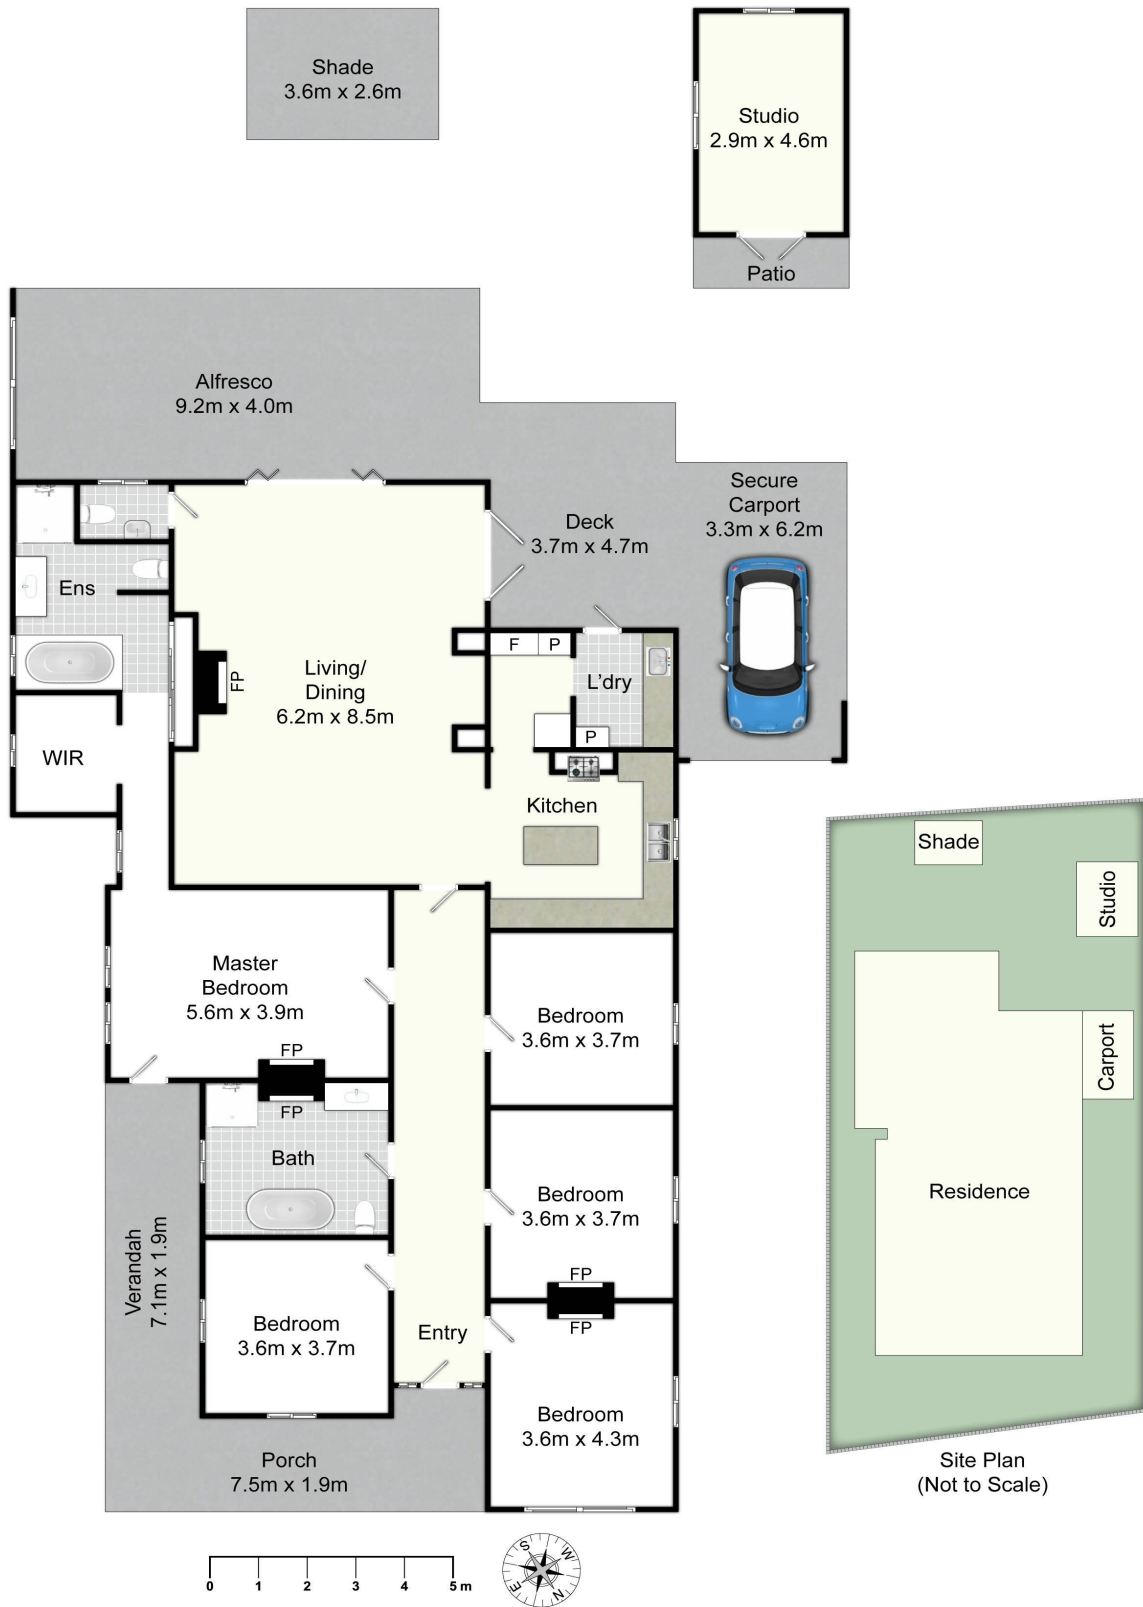 Shade
3.6m x 2.6m
Studio
2.9m x 4.6m
Patio
Alfresco
9.2m x 4.0m
Secure
Carport
3.3m x 6.2m
Deck
3.7m x 4.7m
Ens
F
P
L'dry
P
FP
Living/
Dining
6.2m x 8.5m
WIR
Kitchen
Master
Bedroom
5.6m x 3.9m
FP
FP
Bedroom
3.6m x 3.7m
Bath
Bedroom
3.6m x 3.7m
Verandah
7.1m x 1.9m
FP
FP
Bedroom
3.6m x 3.7m
Entry
Bedroom
3.6m x 4.3m
Porch
7.5m x 1.9m
Shade
Studio
Carport
Residence
Site Plan
(Not to Scale)
0 1 2 3 4 5 m
S
W
E
N